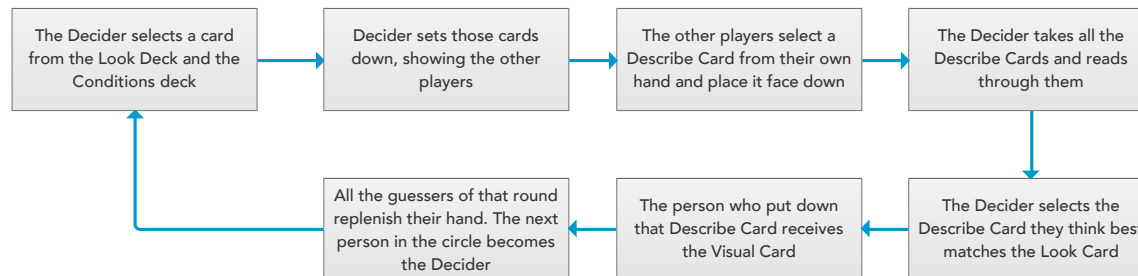 The Decider selects a card
from the Look Deck and the
Conditions deck
Decider sets those cards
down, showing the other
players
The other players select a
Describe Card from their own
hand and place it face down
The Decider takes all the
Describe Cards and reads
through them
The Decider selects the
Describe Card they think best
matches the Look Card
The person who put down
that Describe Card receives
the Visual Card
All the guessers of that round
replenish their hand. The next
person in the circle becomes
the Decider